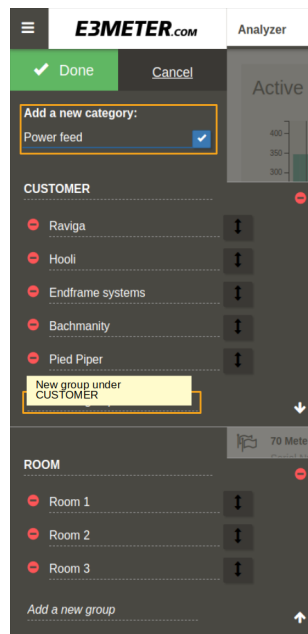 E3METER.COM
Analyzer
Done
Cancel
Active
Add a new category:
Power feed
400
350
300
CUSTOMER
Raviga
Hooli
Endframe systems
Bachmanity
Pied Piper
New group under
CUSTOMER
70 Mete
ROOM
Room 1
Room 2
Room 3
Add a new group